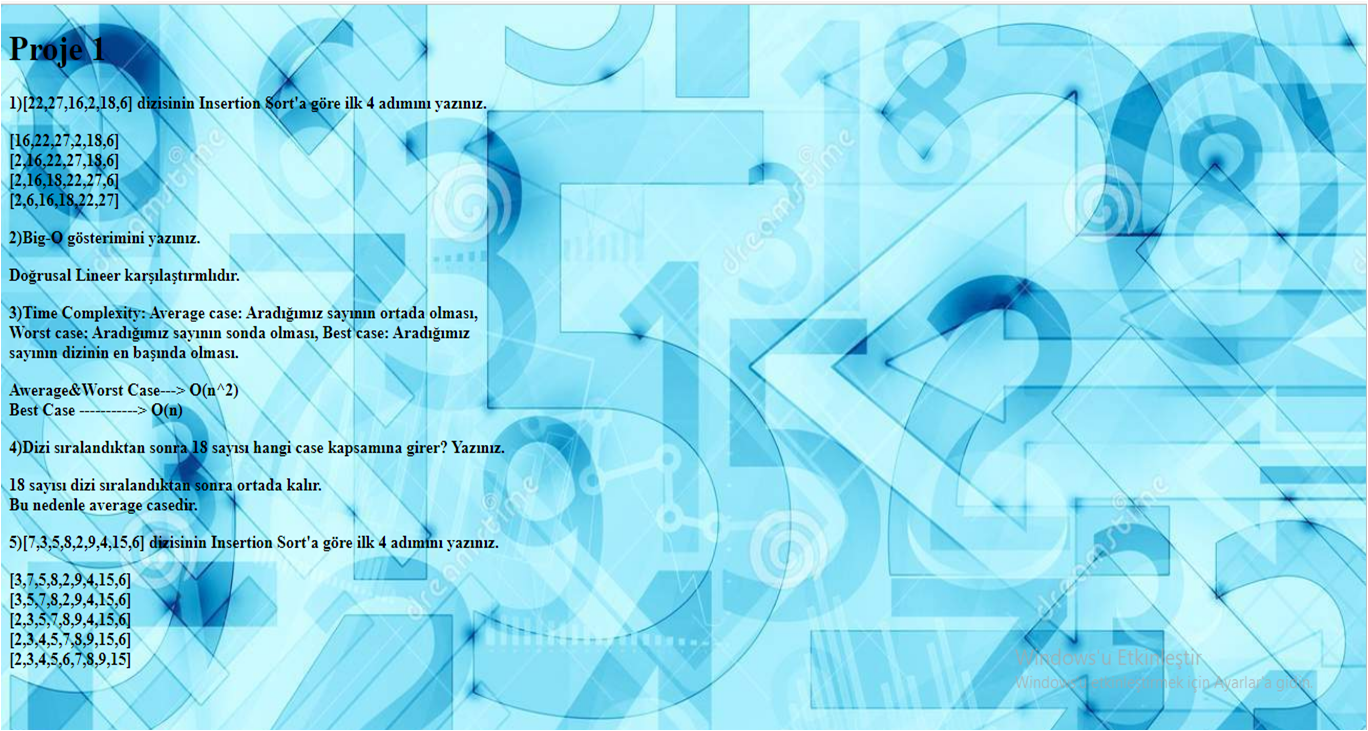 Proje 1
1)[22,27,16,2,18,6] dizisinin Insertion Sort'a göre ilk 4 adımını yazınız.
[16,22,27,2,18,6]
[2,16,22,27,18,6]
[2,16,18,22,27,6]
[2,6,16,18,22,27]
2)Big-O gösterimini yazınız.
Doğrusal Lineer karşılaştırmlıdır.
3)Time Complexity: Average case: Aradığımız sayının ortada olması,
Worst case: Aradığımız sayının sonda olması, Best case: Aradığımız
sayının dizinin en başında olması.
Awerage&Worst Case---> O(n^2)
Best Case -----------> O(n)
4)Dizi sıralandıktan sonra 18 sayısı hangi case kapsamına girer? Yazınız.
18 sayısı dizi sıralandıktan sonra ortada kalır.
Bu nedenle average casedir.
5)[7,3,5,8,2,9,4,15,6] dizisinin Insertion Sort'a göre ilk 4 adımını yazınız.
[3,7,5,8,2,9,4,15,6]
[3,5,7,8,2,9,4,15,6]
[2,3,5,7,8,9,4,15,6]
[2,3,4,5,7,8,9,15,6]
[2,3,4,5,6,7,8,9,15]
dreamstime
dreamstime
dreamstime
dreamstime
dreamstime
Windows'u Etkinleştir
Windows'u etkinleştirmek için Ayarlar'a gidin.